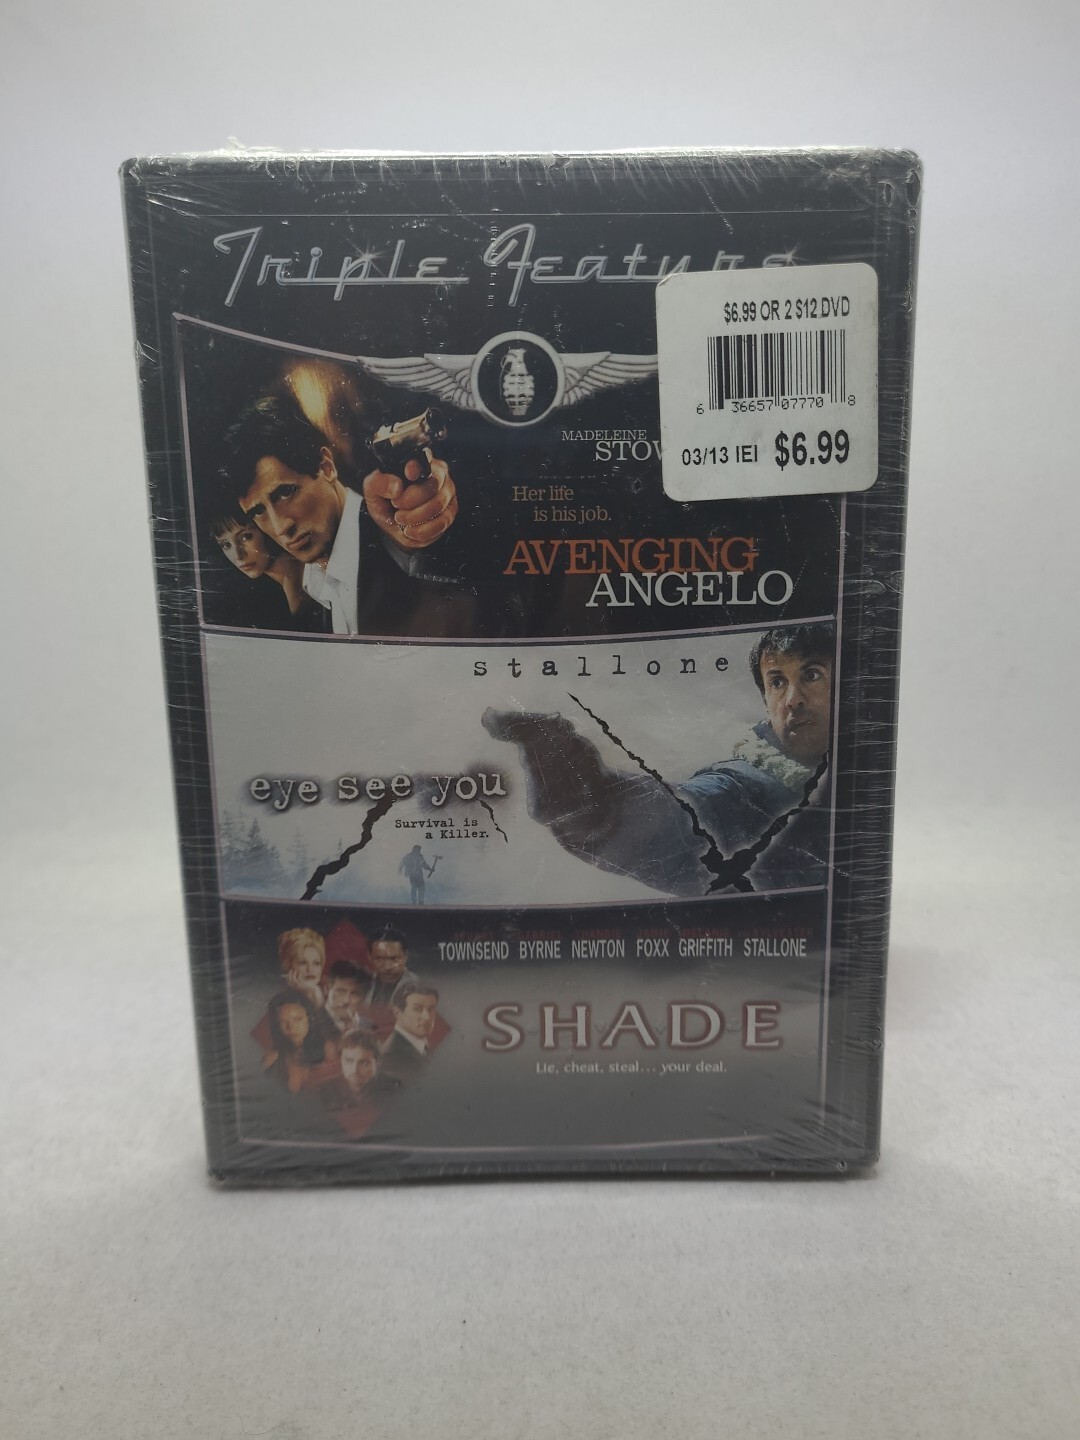 Triple Feature
$6.99 OR 2 $12 DVD
6 36657 07770 8
03/13 IEI $6.99
MADELEINE
STOW
Her life
is his job.
AVENGING
ANGELO
stallone
eye see you
Survival is
a Killer.
TOWNSEND BYRNE NEWTON FOXX GRIFFITH STALLONE
SHADE
Lie, cheat, steal... your deal.